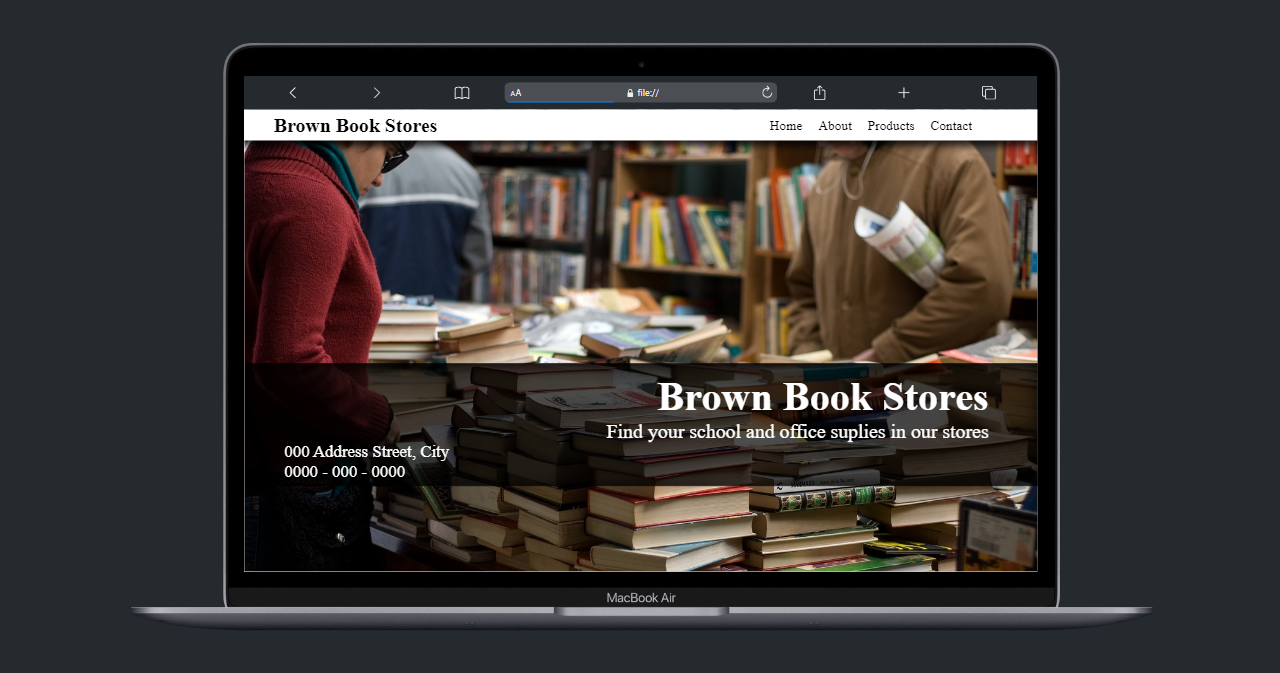 AA file://
Brown Book Stores Home About Products Contact
Brown Book Stores
Find your school and office suplies in our stores
000 Address Street, City
0000 - 000 - 0000
MacBook Air